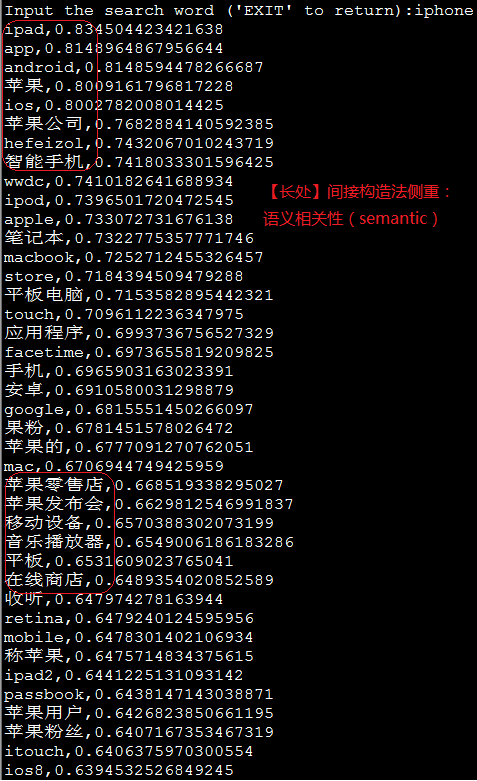 Input the search word ('EXIT' to return):iphone
ipad,0.834504423421638
app,0.8148964867956644
android,0.8148594478266687
苹果,0.8009161796817228
ios,0.8002782008014425
苹果公司,0.7682884140592385
hefeizol,0.7432067010243719
智能手机,0.7418033301596425
wwdc,0.7410182641688934
ipod,0.7396501720472545
apple,0.733072731676138
笔记本,0.7322775357771746
macbook,0.7252712455326457
store,0.7184394509479288
平板电脑,0.7153582895442321
touch,0.7096112236347975
应用程序,0.6993736756527329
facetime,0.6973655819209825
手机,0.6965903163023391
安卓,0.6910580031298879
google,0.6815551450266097
果粉,0.6781451578026472
苹果的,0.6777091270762051
mac,0.6706944749425959
苹果零售店,0.668519338295027
苹果发布会,0.6629812546991837
移动设备,0.6570388302073199
音乐播放器,0.6549006186183286
平板,0.6531609023765041
在线商店,0.6489354020852589
收听,0.647974278163944
retina,0.6479240124595956
mobile,0.6478301402106934
称苹果,0.6475714834375615
ipad2,0.6441225131093142
passbook,0.6438147143038871
苹果用户,0.6426823850661195
苹果粉丝,0.6407167353467319
itouch,0.6406375970300554
ios8,0.6394532526849245
【长处】间接构造法侧重：
语义相关性（semantic）